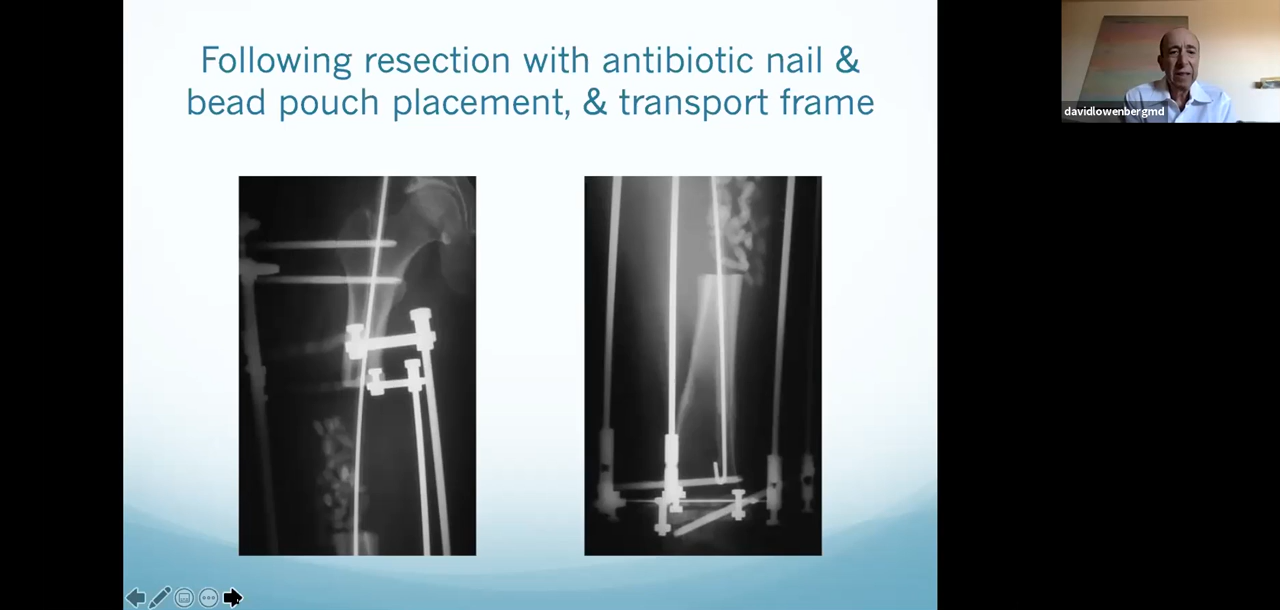 Following resection with antibiotic nail &
bead pouch placement, & transport frame
davidlowenbergmd